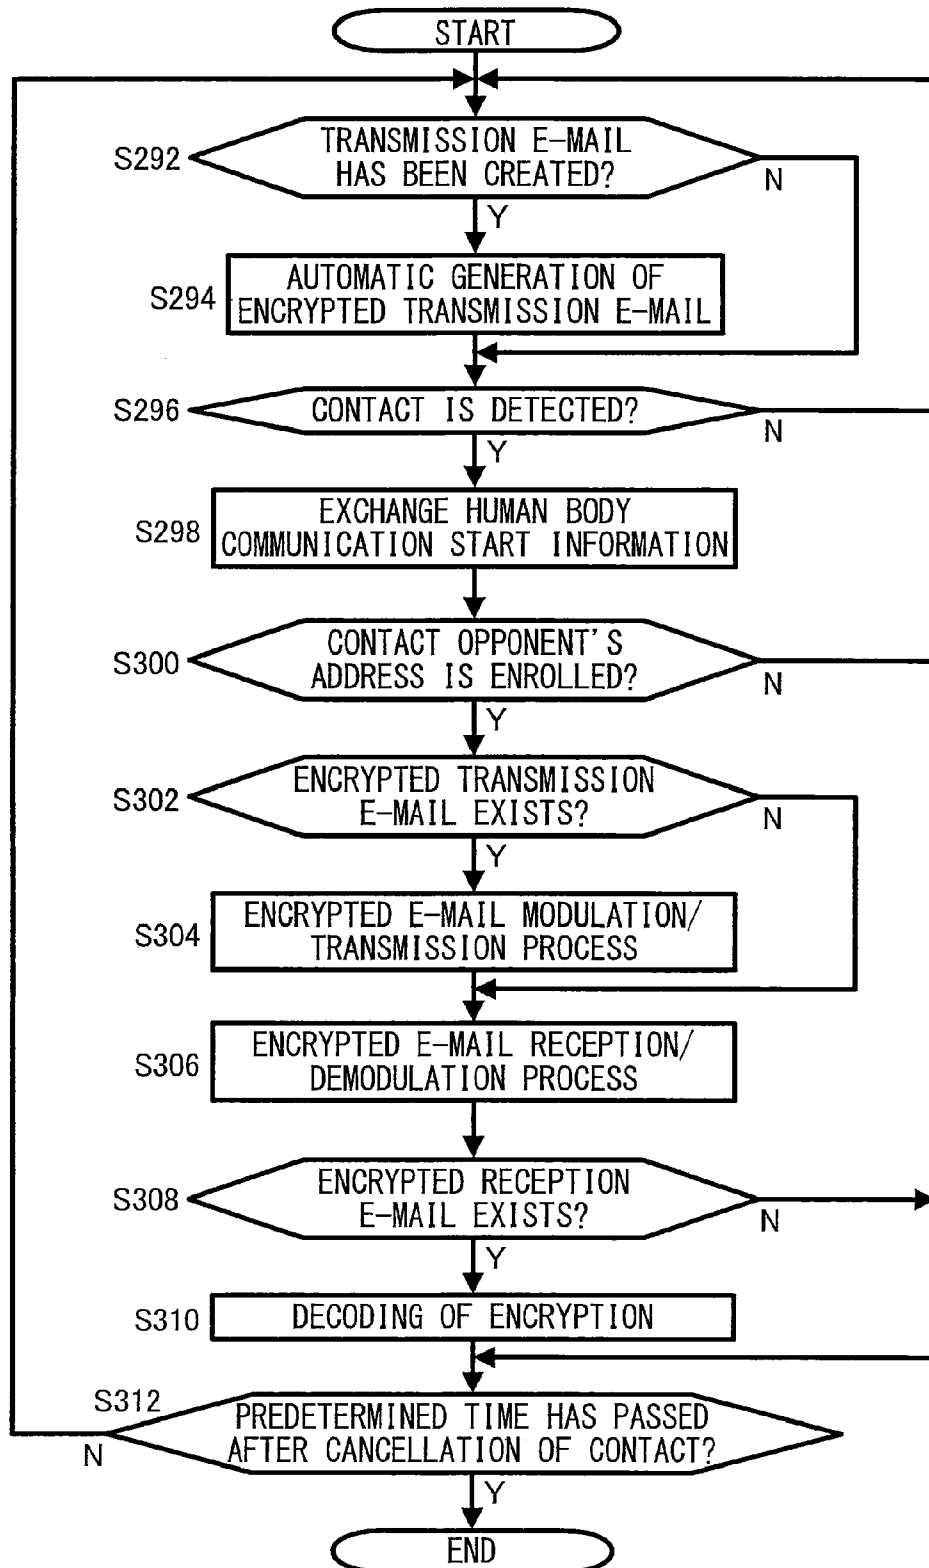 START
S292
TRANSMISSION E-MAIL
HAS BEEN CREATED?
N
Y
S294
AUTOMATIC GENERATION OF
ENCRYPTED TRANSMISSION E-MAIL
S296
CONTACT IS DETECTED?
N
Y
S298
EXCHANGE HUMAN BODY
COMMUNICATION START INFORMATION
S300
CONTACT OPPONENT'S
ADDRESS IS ENROLLED?
N
Y
S302
ENCRYPTED TRANSMISSION
E-MAIL EXISTS?
N
Y
S304
ENCRYPTED E-MAIL MODULATION/
TRANSMISSION PROCESS
S306
ENCRYPTED E-MAIL RECEPTION/
DEMODULATION PROCESS
S308
ENCRYPTED RECEPTION
E-MAIL EXISTS?
N
Y
S310
DECODING OF ENCRYPTION
S312
PREDETERMINED TIME HAS PASSED
AFTER CANCELLATION OF CONTACT?
N
Y
END